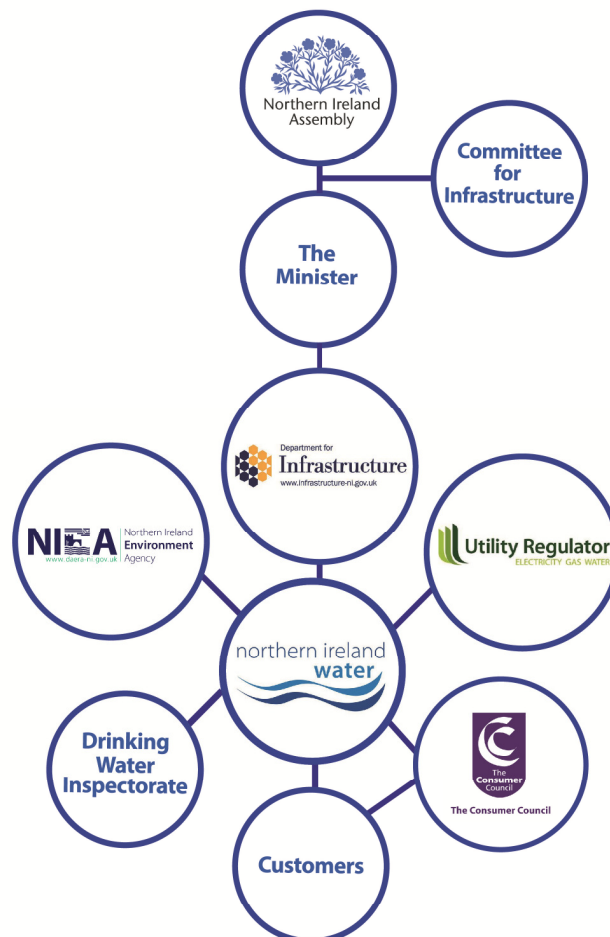 Northern Ireland
Assembly
Committee
for
Infrastructure
The
Minister
Department for
Infrastructure
www.infrastructure-ni.gov.uk
NIEA
www.daera-ni.gov.uk
Northern Ireland
Environment
Agency
Utility Regulator
ELECTRICITY GAS WATER
northern ireland
water
Drinking
Water
Inspectorate
The
Consumer
Council
The Consumer Council
Customers